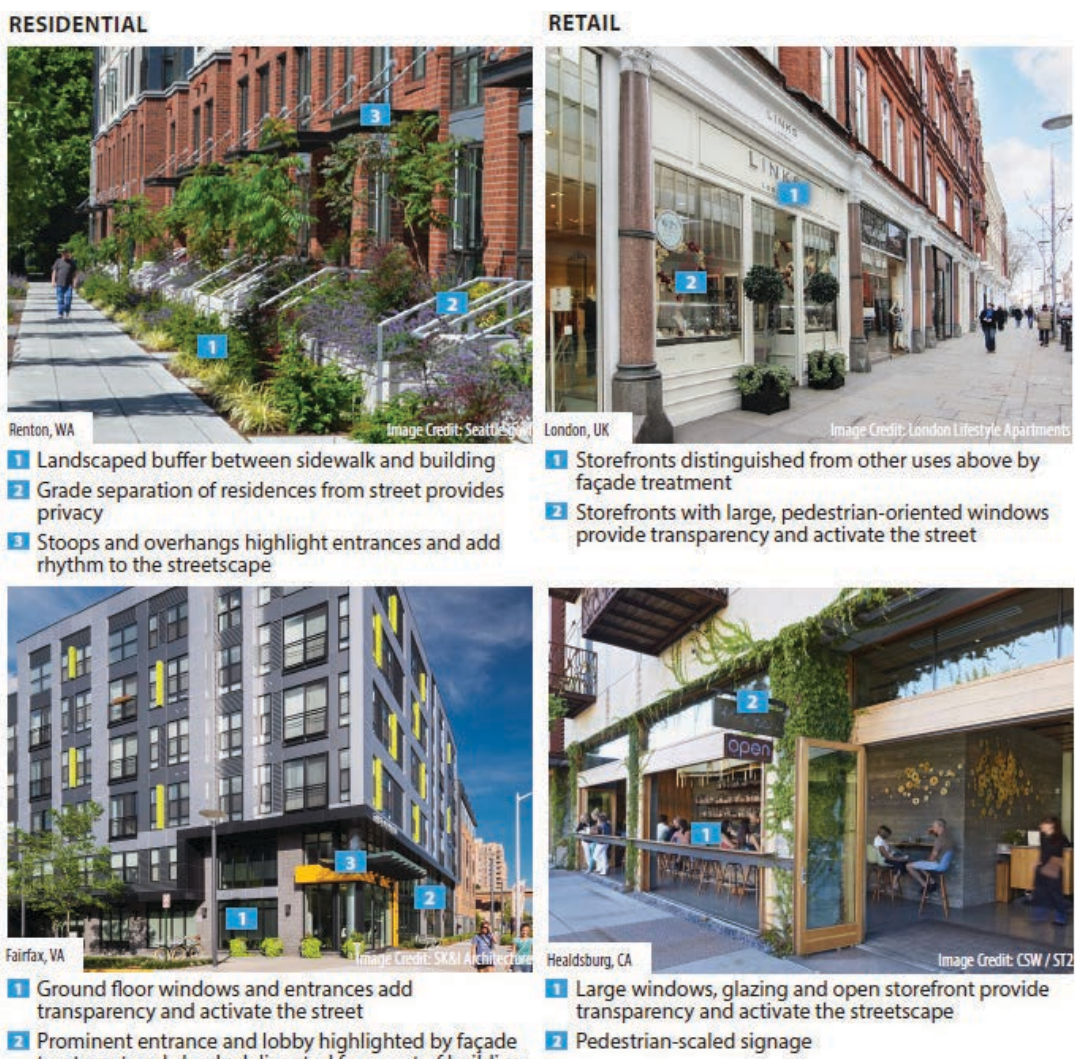 RESIDENTIAL
3
2
1
Renton, WA
Image Credit: Seattle.gov
1 Landscaped buffer between sidewalk and building
2 Grade separation of residences from street provides
privacy
3 Stoops and overhangs highlight entrances and add
rhythm to the streetscape
3
2
1
Fairfax, VA
Image Credit: SK&I Architecture
1 Ground floor windows and entrances add
transparency and activate the street
2 Prominent entrance and lobby highlighted by façade
RETAIL
LINKS
LINKS
1
2
London, UK
Image Credit: London Lifestyle Apartments
1 Storefronts distinguished from other uses above by
façade treatment
2 Storefronts with large, pedestrian-oriented windows
provide transparency and activate the street
2
open
1
Healdsburg, CA
Image Credit: CSW / ST2
1 Large windows, glazing and open storefront provide
transparency and activate the streetscape
2 Pedestrian-scaled signage